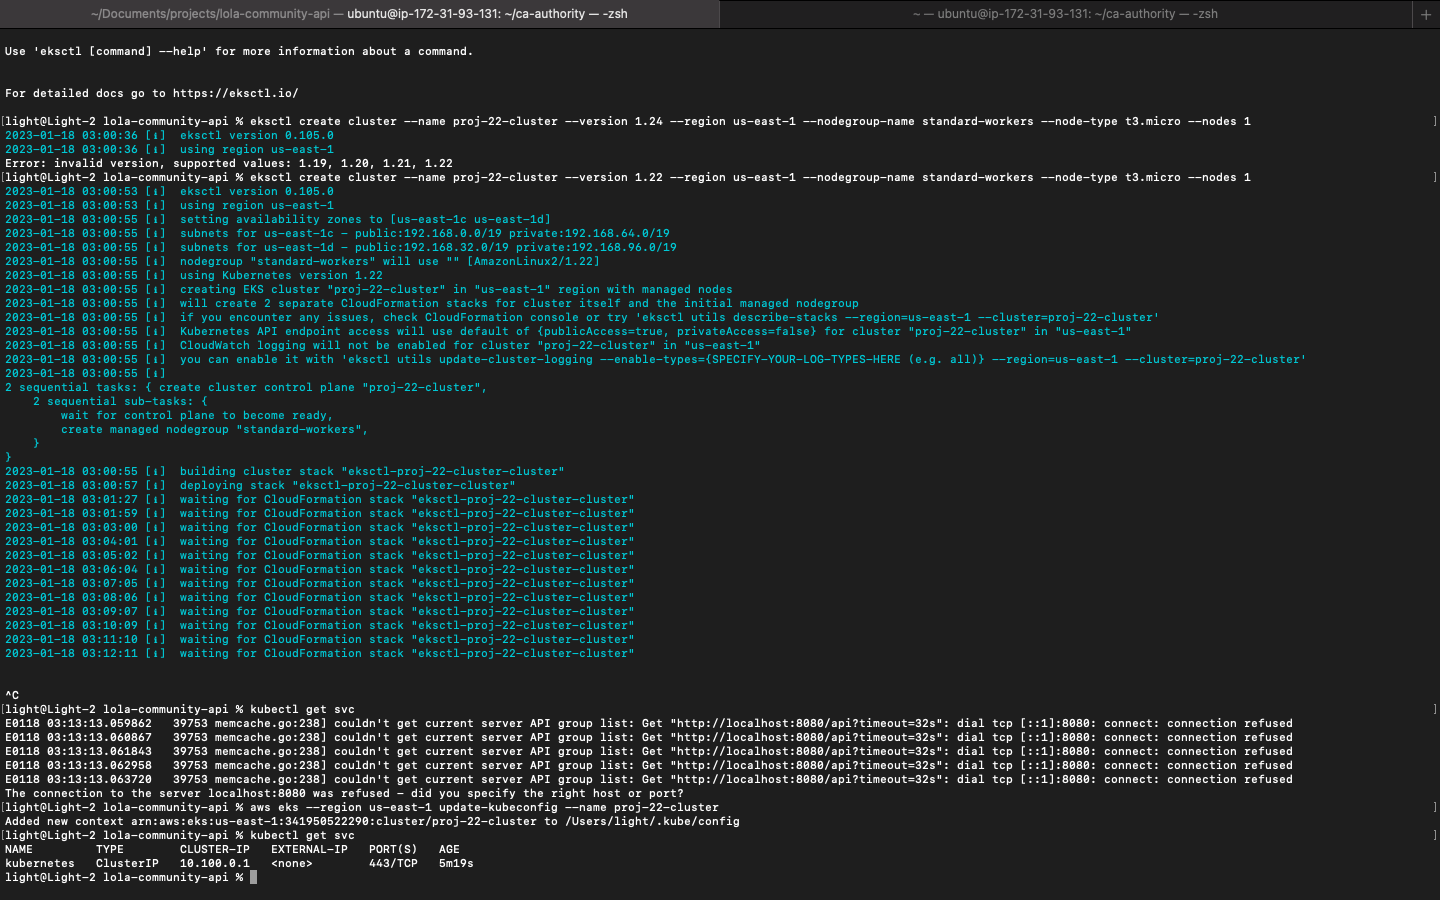 ~/Documents/projects/lola-community-api — ubuntu@ip-172-31-93-131: ~/ca-authority — -zsh
~ — ubuntu@ip-172-31-93-131: ~/ca-authority — -zsh
+
Use 'eksctl [command] --help' for more information about a command.
For detailed docs go to https://eksctl.io/
[light@Light-2 lola-community-api % eksctl create cluster --name proj-22-cluster --version 1.24 --region us-east-1 --nodegroup-name standard-workers --node-type t3.micro --nodes 1 ]
2023-01-18 03:00:36 [ℹ]  eksctl version 0.105.0
2023-01-18 03:00:36 [ℹ]  using region us-east-1
Error: invalid version, supported values: 1.19, 1.20, 1.21, 1.22
[light@Light-2 lola-community-api % eksctl create cluster --name proj-22-cluster --version 1.22 --region us-east-1 --nodegroup-name standard-workers --node-type t3.micro --nodes 1 ]
2023-01-18 03:00:53 [ℹ]  eksctl version 0.105.0
2023-01-18 03:00:53 [ℹ]  using region us-east-1
2023-01-18 03:00:55 [ℹ]  setting availability zones to [us-east-1c us-east-1d]
2023-01-18 03:00:55 [ℹ]  subnets for us-east-1c - public:192.168.0.0/19 private:192.168.64.0/19
2023-01-18 03:00:55 [ℹ]  subnets for us-east-1d - public:192.168.32.0/19 private:192.168.96.0/19
2023-01-18 03:00:55 [ℹ]  nodegroup "standard-workers" will use "" [AmazonLinux2/1.22]
2023-01-18 03:00:55 [ℹ]  using Kubernetes version 1.22
2023-01-18 03:00:55 [ℹ]  creating EKS cluster "proj-22-cluster" in "us-east-1" region with managed nodes
2023-01-18 03:00:55 [ℹ]  will create 2 separate CloudFormation stacks for cluster itself and the initial managed nodegroup
2023-01-18 03:00:55 [ℹ]  if you encounter any issues, check CloudFormation console or try 'eksctl utils describe-stacks --region=us-east-1 --cluster=proj-22-cluster'
2023-01-18 03:00:55 [ℹ]  Kubernetes API endpoint access will use default of {publicAccess=true, privateAccess=false} for cluster "proj-22-cluster" in "us-east-1"
2023-01-18 03:00:55 [ℹ]  CloudWatch logging will not be enabled for cluster "proj-22-cluster" in "us-east-1"
2023-01-18 03:00:55 [ℹ]  you can enable it with 'eksctl utils update-cluster-logging --enable-types={SPECIFY-YOUR-LOG-TYPES-HERE (e.g. all)} --region=us-east-1 --cluster=proj-22-cluster'
2023-01-18 03:00:55 [ℹ]
2 sequential tasks: { create cluster control plane "proj-22-cluster",
    2 sequential sub-tasks: {
        wait for control plane to become ready,
        create managed nodegroup "standard-workers",
    }
}
2023-01-18 03:00:55 [ℹ]  building cluster stack "eksctl-proj-22-cluster-cluster"
2023-01-18 03:00:57 [ℹ]  deploying stack "eksctl-proj-22-cluster-cluster"
2023-01-18 03:01:27 [ℹ]  waiting for CloudFormation stack "eksctl-proj-22-cluster-cluster"
2023-01-18 03:01:59 [ℹ]  waiting for CloudFormation stack "eksctl-proj-22-cluster-cluster"
2023-01-18 03:03:00 [ℹ]  waiting for CloudFormation stack "eksctl-proj-22-cluster-cluster"
2023-01-18 03:04:01 [ℹ]  waiting for CloudFormation stack "eksctl-proj-22-cluster-cluster"
2023-01-18 03:05:02 [ℹ]  waiting for CloudFormation stack "eksctl-proj-22-cluster-cluster"
2023-01-18 03:06:04 [ℹ]  waiting for CloudFormation stack "eksctl-proj-22-cluster-cluster"
2023-01-18 03:07:05 [ℹ]  waiting for CloudFormation stack "eksctl-proj-22-cluster-cluster"
2023-01-18 03:08:06 [ℹ]  waiting for CloudFormation stack "eksctl-proj-22-cluster-cluster"
2023-01-18 03:09:07 [ℹ]  waiting for CloudFormation stack "eksctl-proj-22-cluster-cluster"
2023-01-18 03:10:09 [ℹ]  waiting for CloudFormation stack "eksctl-proj-22-cluster-cluster"
2023-01-18 03:11:10 [ℹ]  waiting for CloudFormation stack "eksctl-proj-22-cluster-cluster"
2023-01-18 03:12:11 [ℹ]  waiting for CloudFormation stack "eksctl-proj-22-cluster-cluster"
^C
[light@Light-2 lola-community-api % kubectl get svc ]
E0118 03:13:13.059862   39753 memcache.go:238] couldn't get current server API group list: Get "http://localhost:8080/api?timeout=32s": dial tcp [::1]:8080: connect: connection refused
E0118 03:13:13.060867   39753 memcache.go:238] couldn't get current server API group list: Get "http://localhost:8080/api?timeout=32s": dial tcp [::1]:8080: connect: connection refused
E0118 03:13:13.061843   39753 memcache.go:238] couldn't get current server API group list: Get "http://localhost:8080/api?timeout=32s": dial tcp [::1]:8080: connect: connection refused
E0118 03:13:13.062958   39753 memcache.go:238] couldn't get current server API group list: Get "http://localhost:8080/api?timeout=32s": dial tcp [::1]:8080: connect: connection refused
E0118 03:13:13.063720   39753 memcache.go:238] couldn't get current server API group list: Get "http://localhost:8080/api?timeout=32s": dial tcp [::1]:8080: connect: connection refused
The connection to the server localhost:8080 was refused - did you specify the right host or port?
[light@Light-2 lola-community-api % aws eks --region us-east-1 update-kubeconfig --name proj-22-cluster ]
Added new context arn:aws:eks:us-east-1:341950522290:cluster/proj-22-cluster to /Users/light/.kube/config
[light@Light-2 lola-community-api % kubectl get svc ]
NAME         TYPE        CLUSTER-IP   EXTERNAL-IP   PORT(S)   AGE
kubernetes   ClusterIP   10.100.0.1   <none>        443/TCP   5m19s
light@Light-2 lola-community-api %